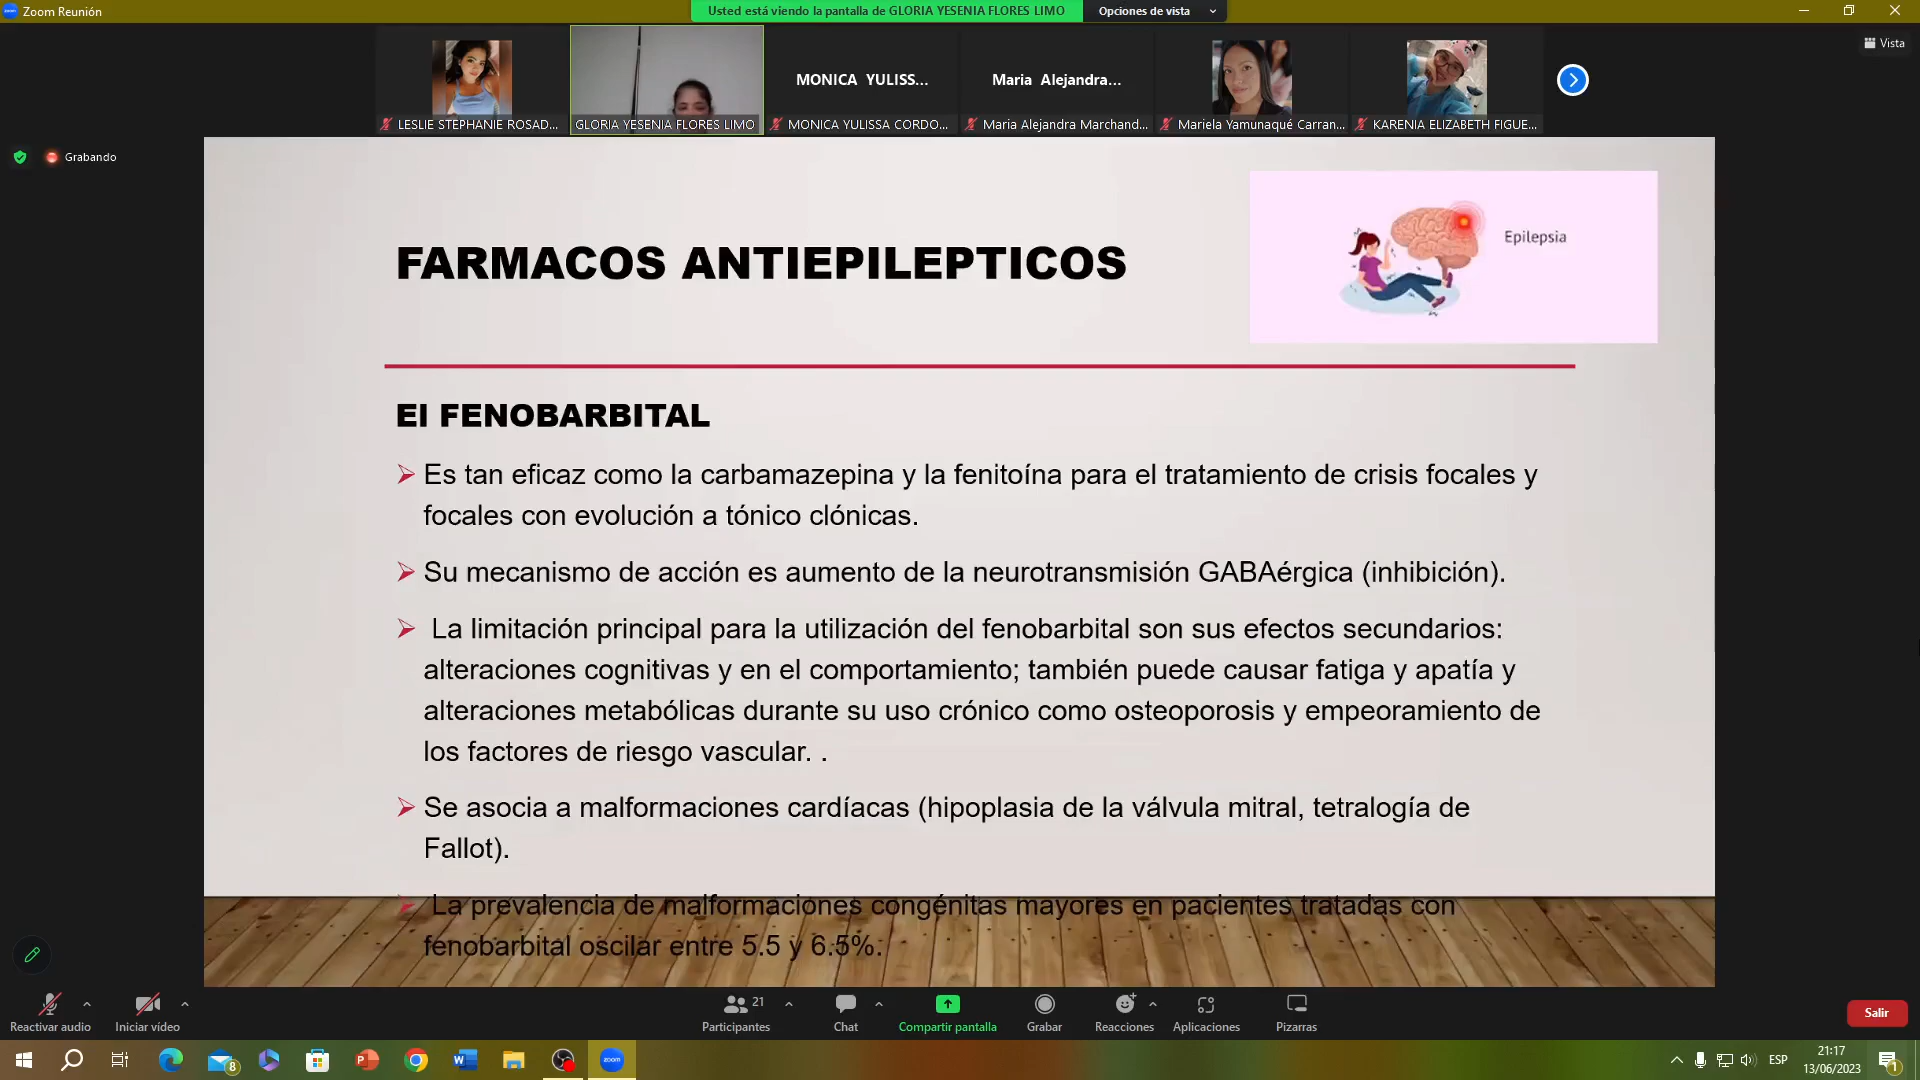 Zoom Reunión
Usted está viendo la pantalla de GLORIA YESENIA FLORES LIMO
Opciones de vista
Vista
MONICA YULISS...
Maria Alejandra...
LESLIE STEPHANIE ROSAD...
GLORIA YESENIA FLORES LIMO
MONICA YULISSA CORDO...
Maria Alejandra Marchand...
Mariela Yamunaqué Carran...
KARENIA ELIZABETH FIGUE...
Grabando
FARMACOS ANTIEPILEPTICOS
Epilepsia
El FENOBARBITAL
Es tan eficaz como la carbamazepina y la fenitoína para el tratamiento de crisis focales y
focales con evolución a tónico clónicas.
Su mecanismo de acción es aumento de la neurotransmisión GABAérgica (inhibición).
La limitación principal para la utilización del fenobarbital son sus efectos secundarios:
alteraciones cognitivas y en el comportamiento; también puede causar fatiga y apatía y
alteraciones metabólicas durante su uso crónico como osteoporosis y empeoramiento de
los factores de riesgo vascular. .
Se asocia a malformaciones cardíacas (hipoplasia de la válvula mitral, tetralogía de
Fallot).
La prevalencia de malformaciones congénitas mayores en pacientes tratadas con
fenobarbital oscilar entre 5.5 y 6.5%.
21
Reactivar audio
Iniciar vídeo
Participantes
Chat
Compartir pantalla
Grabar
Reacciones
Aplicaciones
Pizarras
Salir
8
zoom
ESP
21:17
13/06/2023
1